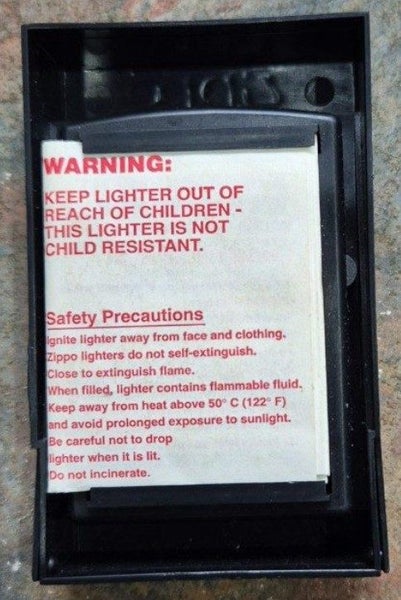 WARNING:
KEEP LIGHTER OUT OF
REACH OF CHILDREN -
THIS LIGHTER IS NOT
CHILD RESISTANT.
Safety Precautions
Ignite lighter away from face and clothing.
Zippo lighters do not self-extinguish.
Close to extinguish flame.
When filled, lighter contains flammable fluid.
Keep away from heat above 50° C (122° F)
and avoid prolonged exposure to sunlight.
Be careful not to drop
lighter when it is lit.
Do not incinerate.